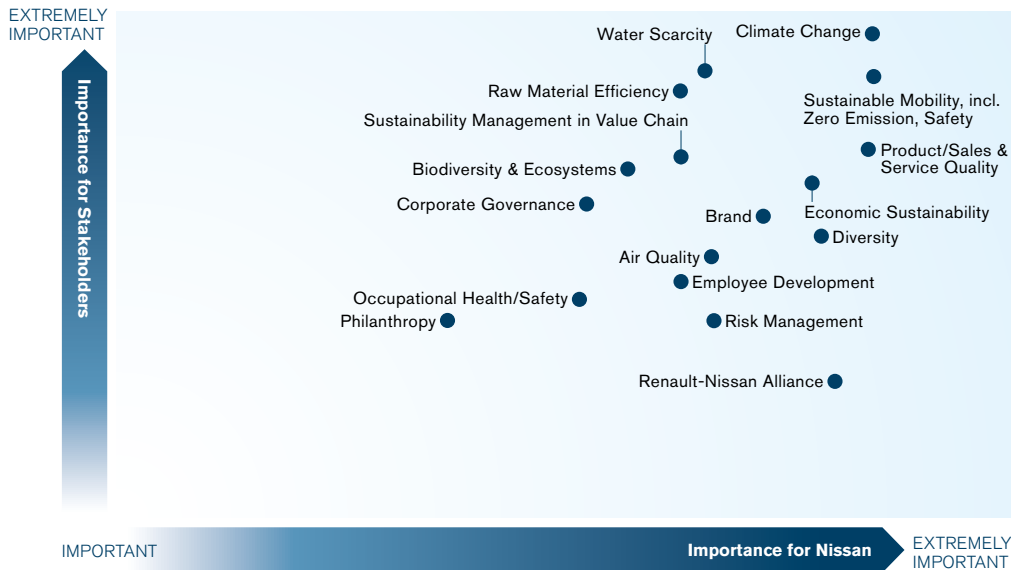 EXTREMELY
IMPORTANT
Importance for Stakeholders
Water Scarcity
Climate Change
Raw Material Efficiency
Sustainable Mobility, incl.
Zero Emission, Safety
Sustainability Management in Value Chain
Product/Sales &
Service Quality
Biodiversity & Ecosystems
Corporate Governance
Economic Sustainability
Brand
Diversity
Air Quality
Employee Development
Occupational Health/Safety
Philanthropy
Risk Management
Renault-Nissan Alliance
IMPORTANT
Importance for Nissan
EXTREMELY
IMPORTANT